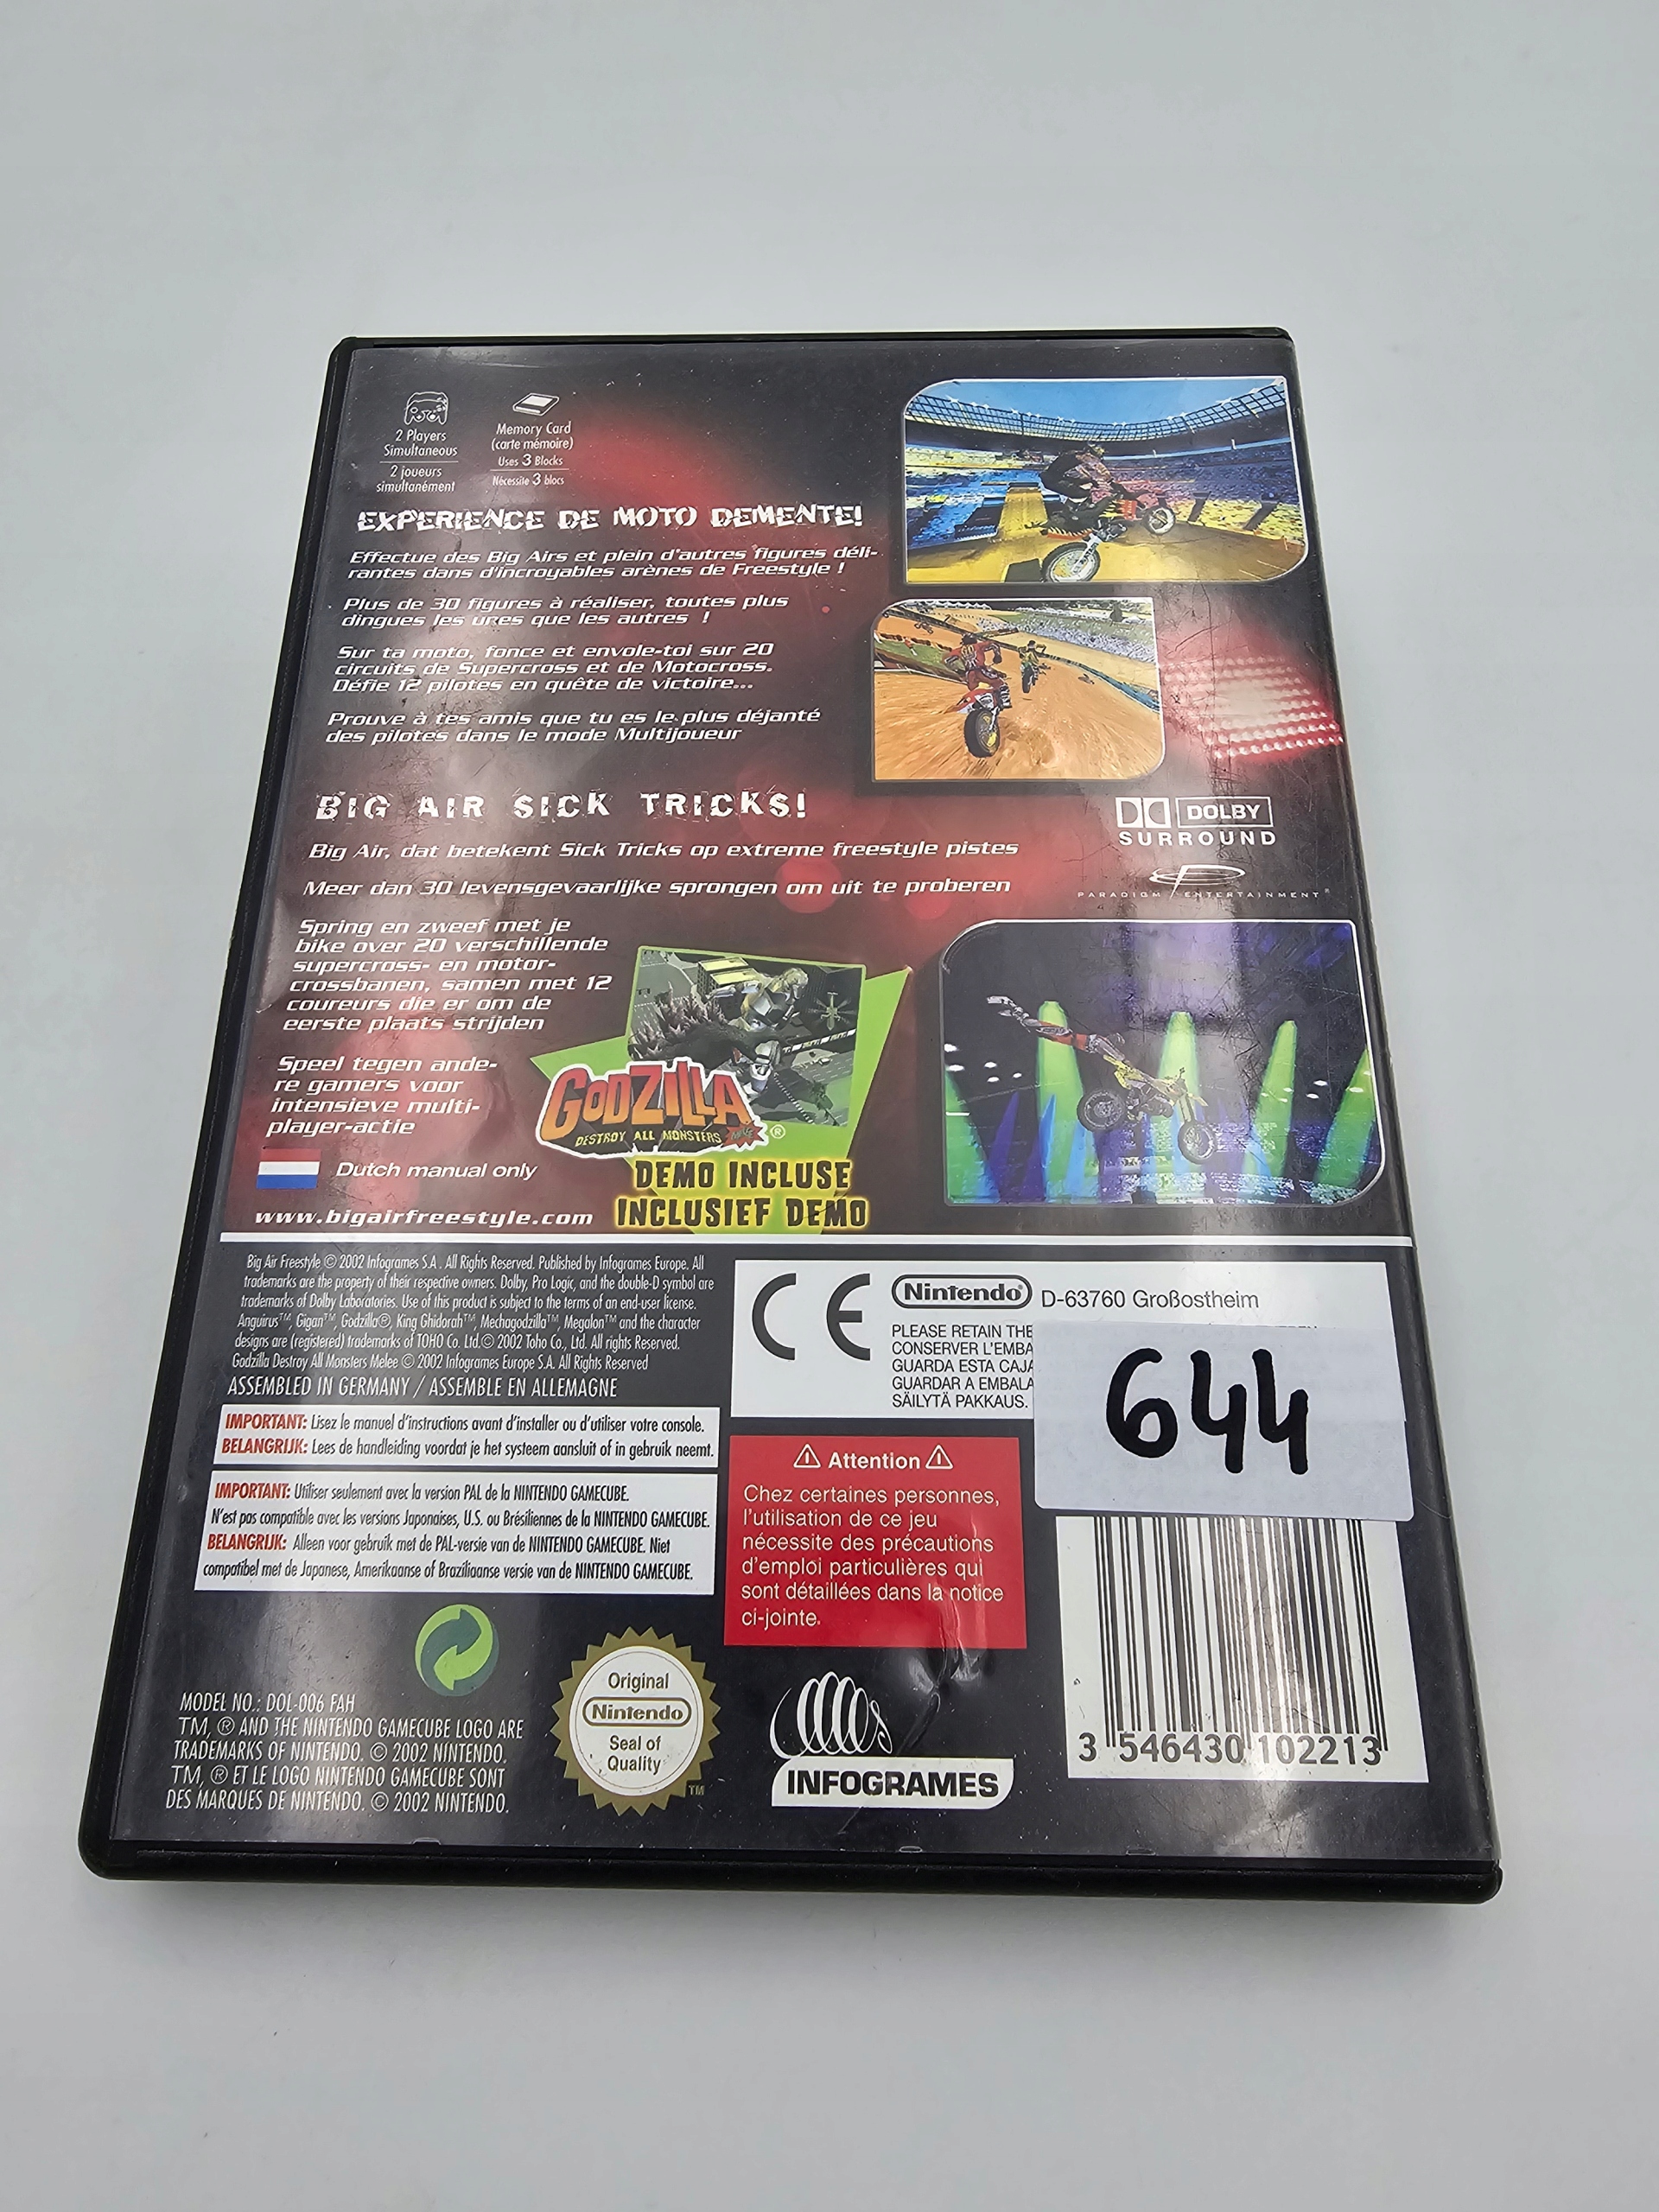 2 Players
Simultaneous
2 joueurs
simultanément
Memory Card
(carte mémoire)
Uses 3 Blocks
Nécessite 3 blocs
EXPERIENCE DE MOTO DEMENTE!
Effectue des Big Airs et plein d'autres figures déli-
rantes dans d'incroyables arènes de Freestyle !
Plus de 30 figures à réaliser, toutes plus
dingues les unes que les autres !
Sur ta moto, fonce et envole-toi sur 20
circuits de Supercross et de Motocross.
Défie 12 pilotes en quête de victoire...
Prouve à tes amis que tu es le plus déjanté
des pilotes dans le mode Multijoueur
BIG AIR SICK TRICKS!
Big Air, dat betekent Sick Tricks op extreme freestyle pistes
Meer dan 30 levensgevaarlijke sprongen om uit te proberen
Spring en zweef met je
bike over 20 verschillende
supercross- en motor-
crossbanen, samen met 12
coureurs die er om de
eerste plaats strijden
Speel tegen ande-
re gamers voor
intensieve multi-
player-actie
Dutch manual only
www.bigairfreestyle.com
DOLBY
SURROUND
PARADIGM ENTERTAINMENT®
GODZILLA
DESTROY ALL MONSTERS
®
DEMO INCLUSE
INCLUSIEF DEMO
Big Air Freestyle © 2002 Infogrames S.A. All Rights Reserved. Published by Infogrames Europe. All
trademarks are the property of their respective owners. Dolby, Pro Logic, and the double-D symbol are
trademarks of Dolby Laboratories. Use of this product is subject to the terms of an end-user license.
Anguirus™, Gigan™, Godzilla®, King Ghidorah™, Mechagodzilla™, Megalon™ and the character
designs are (registered) trademarks of TOHO Co. Ltd.© 2002 Toho Co., Ltd. All rights Reserved.
Godzilla Destroy All Monsters Melee © 2002 Infogrames Europe S.A. All Rights Reserved
ASSEMBLED IN GERMANY / ASSEMBLE EN ALLEMAGNE
CE
Nintendo®
D-63760 Großostheim
PLEASE RETAIN THE
CONSERVER L'EMBA
GUARDA ESTA CAJA
GUARDAR A EMBALA
SÄILYTÄ PAKKAUS.
644
IMPORTANT: Lisez le manuel d'instructions avant d'installer ou d'utiliser votre console.
BELANGRIJK: Lees de handleiding voordat je het systeem aansluit of in gebruik neemt.
IMPORTANT: Utiliser seulement avec la version PAL de la NINTENDO GAMECUBE.
N'est pas compatible avec les versions Japonaises, U.S. ou Brésiliennes de la NINTENDO GAMECUBE.
BELANGRIJK: Alleen voor gebruik met de PAL-versie van de NINTENDO GAMECUBE. Niet
compatibel met de Japanese, Amerikaanse of Braziliaanse versie van de NINTENDO GAMECUBE.
Attention
Chez certaines personnes,
l'utilisation de ce jeu
nécessite des précautions
d'emploi particulières qui
sont détaillées dans la notice
ci-jointe.
MODEL NO.: DOL-006 FAH
TM, ® AND THE NINTENDO GAMECUBE LOGO ARE
TRADEMARKS OF NINTENDO. © 2002 NINTENDO.
TM, ® ET LE LOGO NINTENDO GAMECUBE SONT
DES MARQUES DE NINTENDO. © 2002 NINTENDO.
Original
Nintendo
Seal of
Quality
TM
INFOGRAMES
3 546430 102213